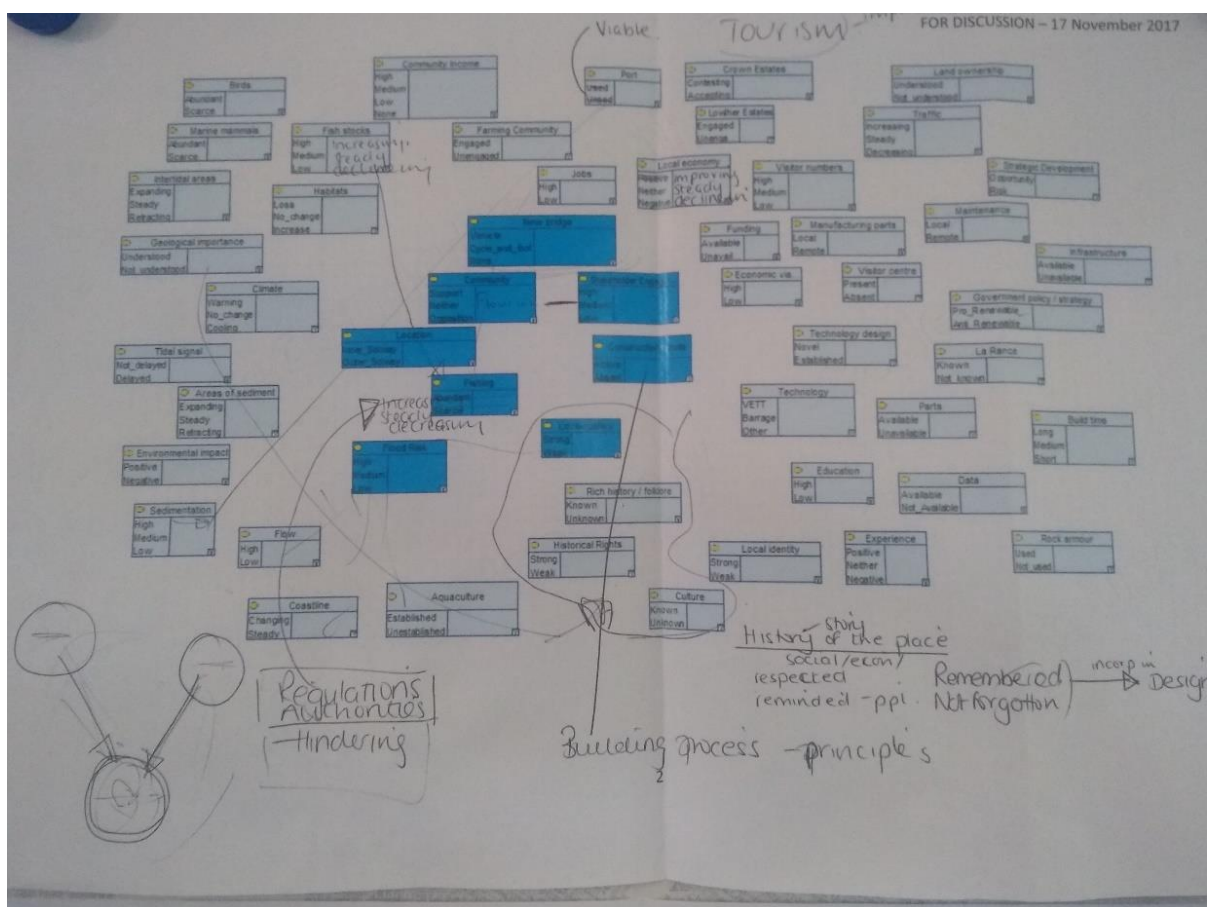 FOR DISCUSSION – 17 November 2017
Viable
Tourism
Birds
Abundant
Scarce
Community Income
High
Medium
Low
None
Port
Used
Unused
Crown Estates
Contesting
Accepting
Land ownership
Understood
Not_understood
Marine mammals
Abundant
Scarce
Fish stocks
High
Medium
Low
Increasing
Steady
declining
Farming Community
Engaged
Lowther Estates
Engaged
Traffic
Increasing
Steady
Decreasing
Intertidal areas
Expanding
Steady
Retracting
Habitats
Loss
No_change
Increase
Jobs
High
Low
Local economy
Positive
Neither
Negative
improving
steady
Visitor numbers
High
Medium
Low
Strategic Development
Opportunity
Risk
Geological importance
Understood
Not_understood
New bridge
Vehicle
None
Funding
Available
Unavail
Manufacturing parts
Local
Remote
Maintenance
Local
Remote
Infrastructure
Available
Unavailable
Climate
Warming
No_change
Cooling
Community
Support
Neither
Opposition
High
Medium
Economic via
High
Low
Visitor centre
Present
Absent
Government policy / strategy
Pro_Renewable
Anti_Renewable
Tidal signal
Not_delayed
Delayed
Location
Technology design
Novel
Established
La Rance
Known
Not_known
Areas of sediment
Expanding
Steady
Retracting
Fishing
Abundant
Scarce
Increas
steady
decreasing
Technology
VETT
Barrage
Other
Parts
Available
Unavailable
Build time
Long
Medium
Short
Environmental impact
Positive
Negative
Flood Risk
High
Medium
Low
Strong
Weak
Education
High
Low
Data
Available
Not_Available
Sedimentation
High
Medium
Low
Flow
High
Low
Rich history / folklore
Known
Unknown
Historical Rights
Strong
Weak
Local identity
Strong
Weak
Experience
Positive
Neither
Negative
Rock armour
Used
Not_used
Coastline
Changing
Steady
Aquaculture
Established
Unestablished
Culture
Known
Unknown
story
History of the place
social/econ/
respected
reminded - ppl.
Remembered
Not forgotten
incorp in
Design
Regulations
Authorities
Hindering
Building process - principles
2